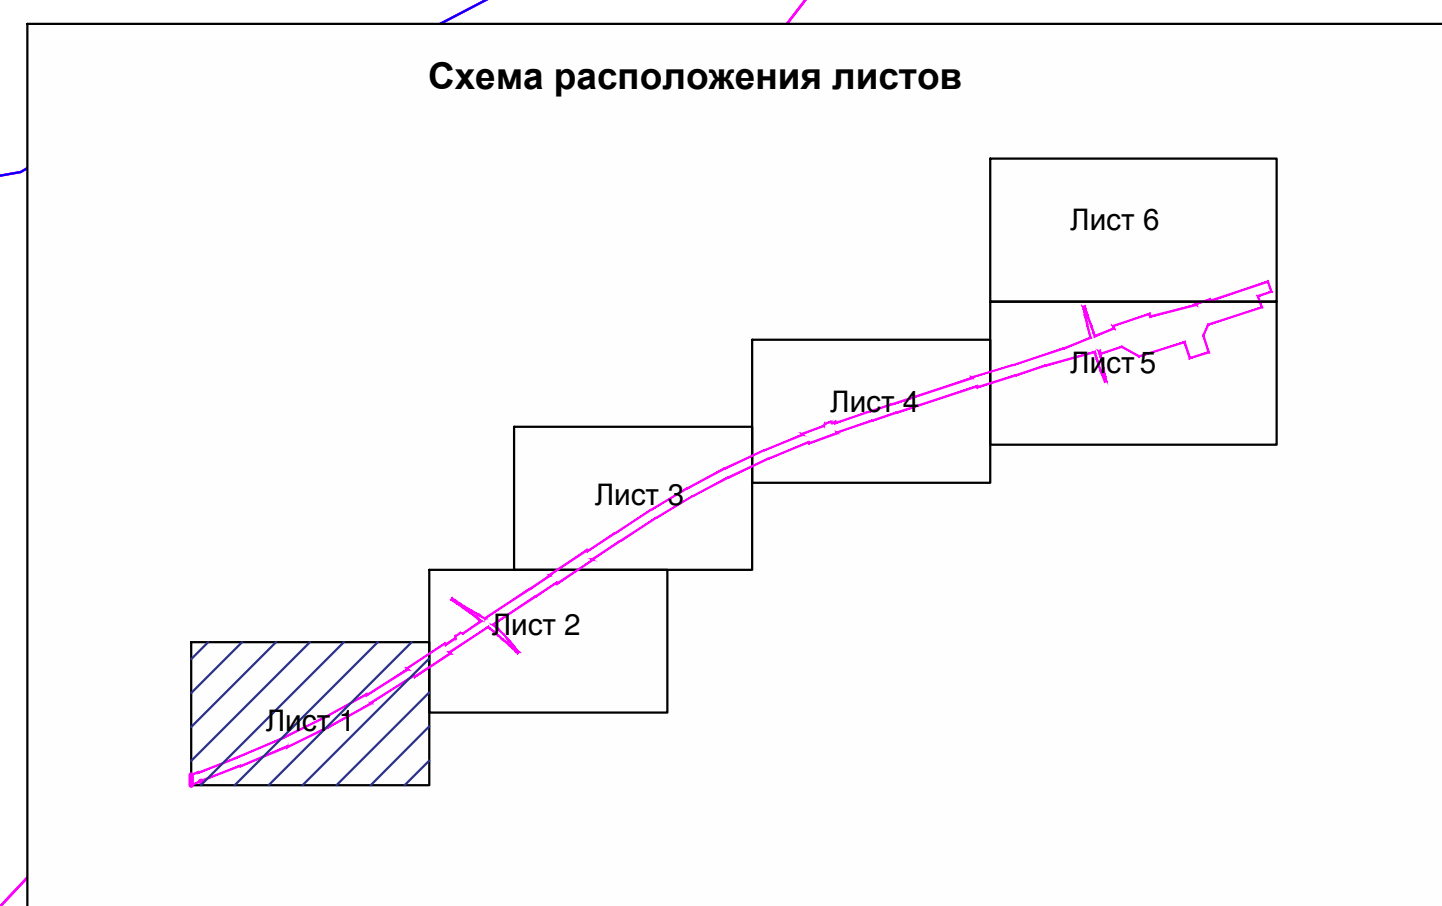 Схема расположения листов
Лист 6
Лист 5
Лист 4
Лист 3
Лист 2
Лист 1